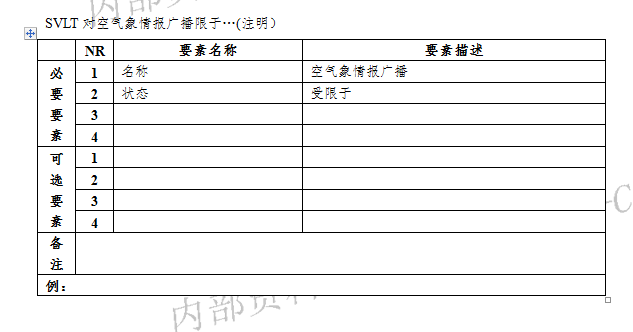 SVLT 对空气象情报广播限于…(注明)
NR 要素名称 要素描述
必要要素 1 名称 空气象情报广播
2 状态 受限于
3
4
可选要素 1
2
3
4
备注
例：
内部
-C
内部资料